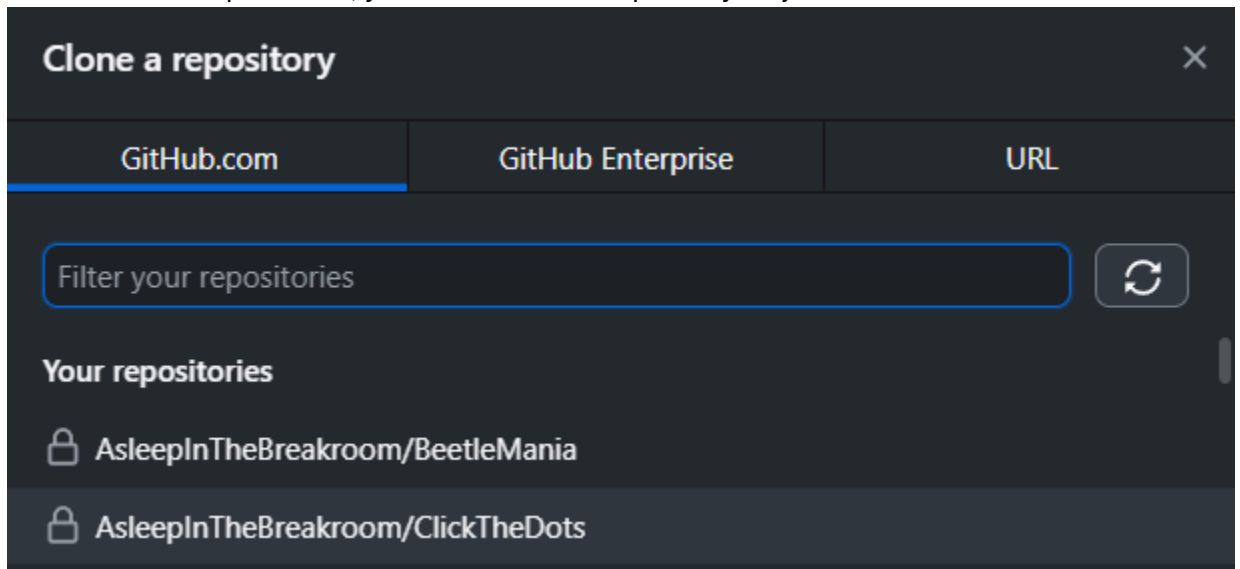 Clone a repository
GitHub.com
GitHub Enterprise
URL
Filter your repositories
Your repositories
AsleepInTheBreakroom/BeetleMania
AsleepInTheBreakroom/ClickTheDots